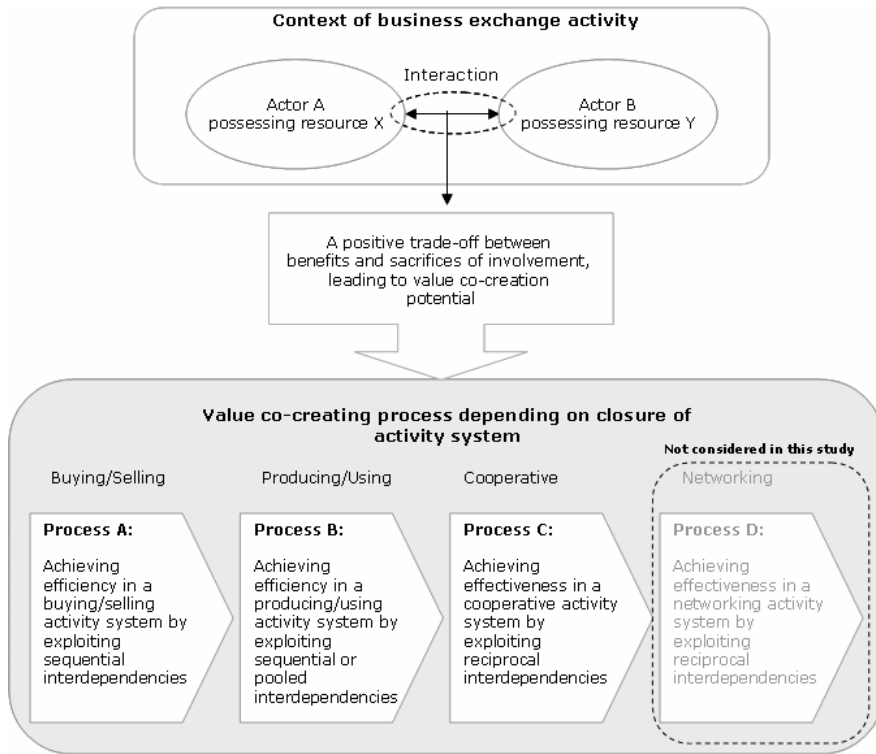 Context of business exchange activity
Interaction
Actor A
possessing resource X
Actor B
possessing resource Y
A positive trade-off between
benefits and sacrifices of involvement,
leading to value co-creation
potential
Value co-creating process depending on closure of
activity system
Not considered in this study
Buying/Selling
Producing/Using
Cooperative
Networking
Process A:
Achieving
efficiency in a
buying/selling
activity system by
exploiting
sequential
interdependencies
Process B:
Achieving
efficiency in a
producing/using
activity system by
exploiting
sequential or
pooled
interdependencies
Process C:
Achieving
effectiveness in a
cooperative activity
system by
exploiting
reciprocal
interdependencies
Process D:
Achieving
effectiveness in a
networking activity
system by
exploiting
reciprocal
interdependencies